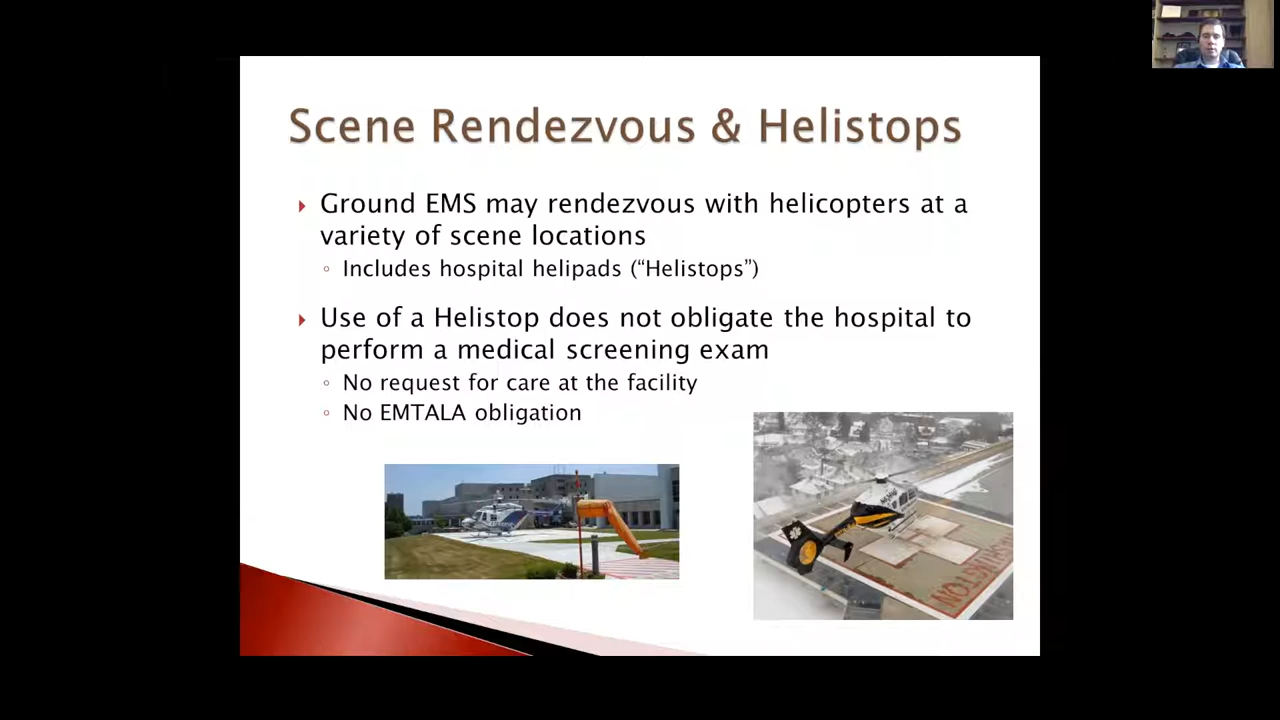 Scene Rendezvous & Helistops
Ground EMS may rendezvous with helicopters at a
variety of scene locations
Includes hospital helipads (“Helistops”)
Use of a Helistop does not obligate the hospital to
perform a medical screening exam
No request for care at the facility
No EMTALA obligation